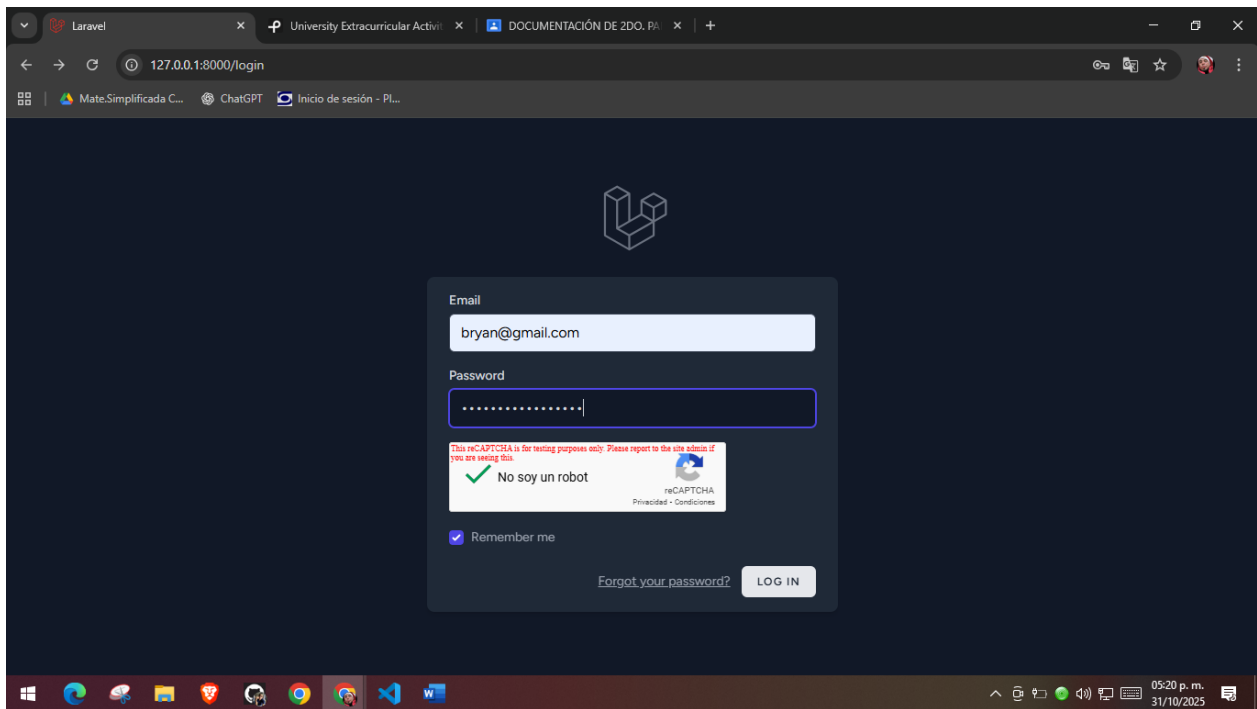 Laravel
University Extracurricular Activit
DOCUMENTACIÓN DE 2DO. PA
127.0.0.1:8000/login
Mate.Simplificada C...
ChatGPT
Inicio de sesión - Pl...
Email
bryan@gmail.com
Password
•••••••••••••••••
This reCAPTCHA is for testing purposes only. Please report to the site admin if
you are seeing this.
No soy un robot
reCAPTCHA
Privacidad - Condiciones
Remember me
Forgot your password?
LOG IN
05:20 p. m.
31/10/2025